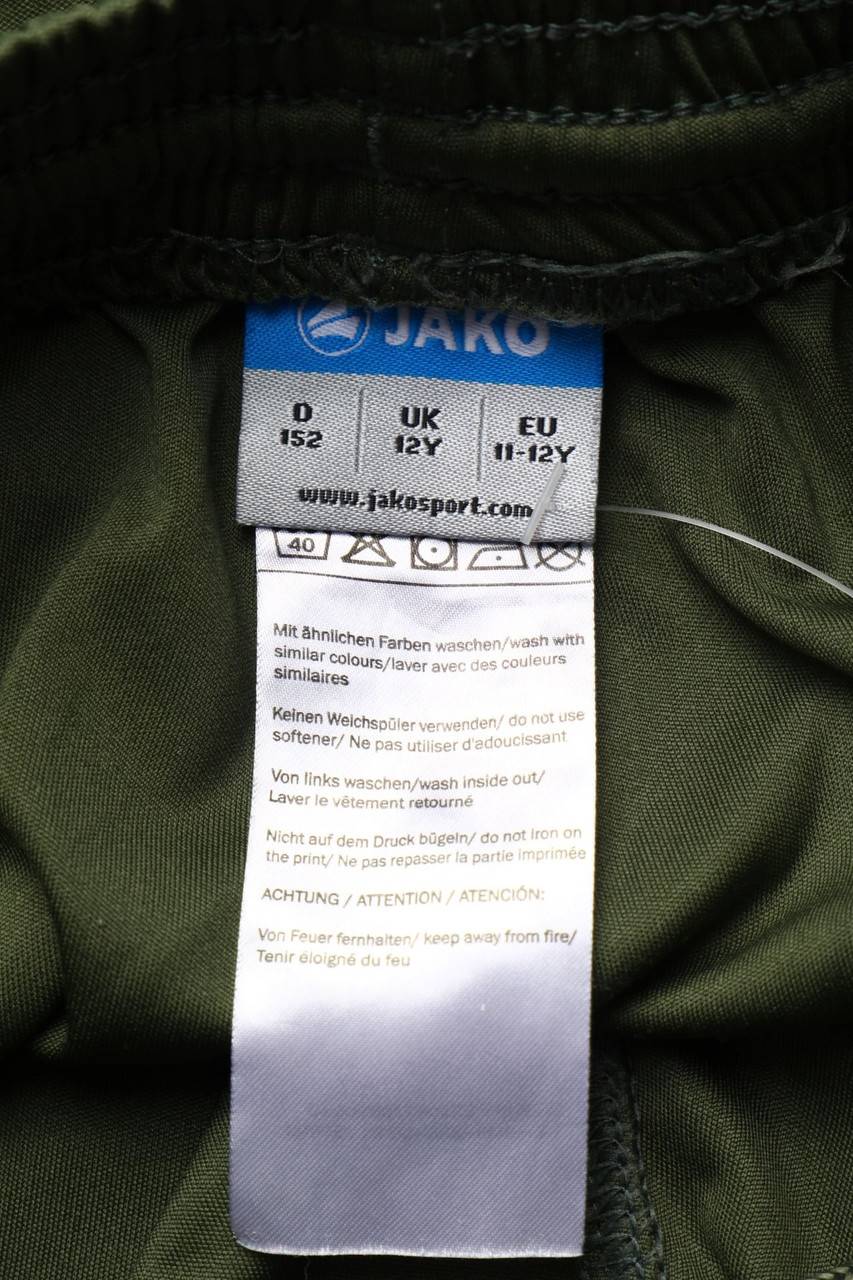 JAKO
D UK EU
152 12Y 11-12Y
www.jakosport.com
40
Mit ähnlichen Farben waschen/wash with
similar colours/laver avec des couleurs
similaires
Keinen Weichspüler verwenden/ do not use
softener/ Ne pas utiliser d'adoucissant
Von links waschen/wash inside out/
Laver le vêtement retourné
Nicht auf dem Druck bügeln/ do not iron on
the print/ Ne pas repasser la partie imprimée
ACHTUNG / ATTENTION / ATENCIÓN:
Von Feuer fernhalten/ keep away from fire/
Tenir éloigné du feu